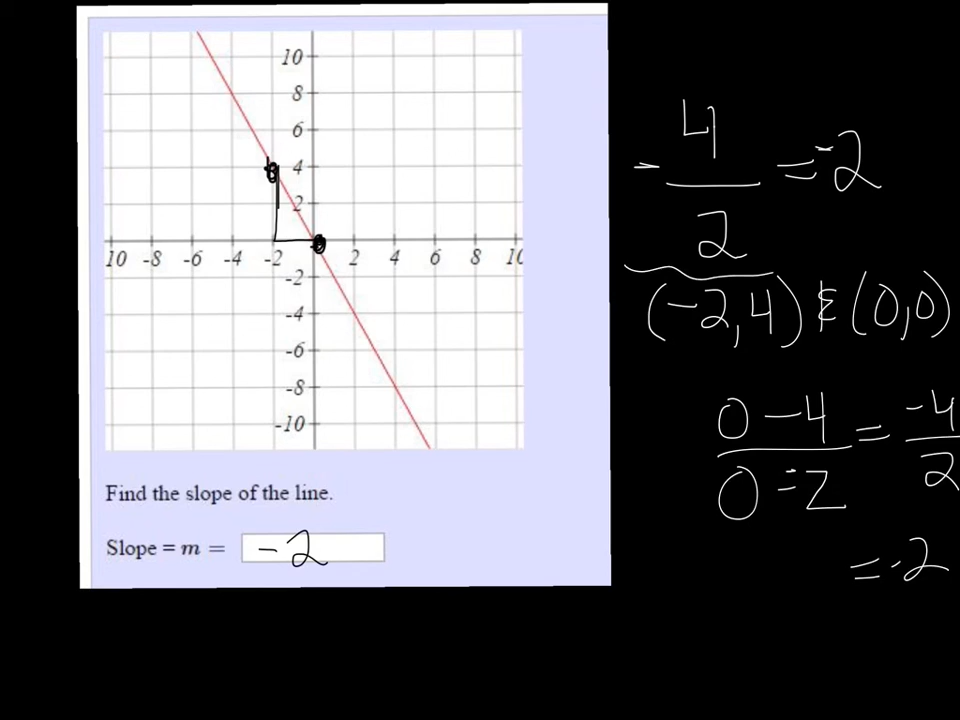 10
8
6
4
2
10 -8 -6 -4 -2 2 4 6 8 10
-2
-4
-6
-8
-10
Find the slope of the line.
Slope = m = -2
- 4/2 = -2
(-2,4) & (0,0)
0-4/0--2 = -4/2
= -2